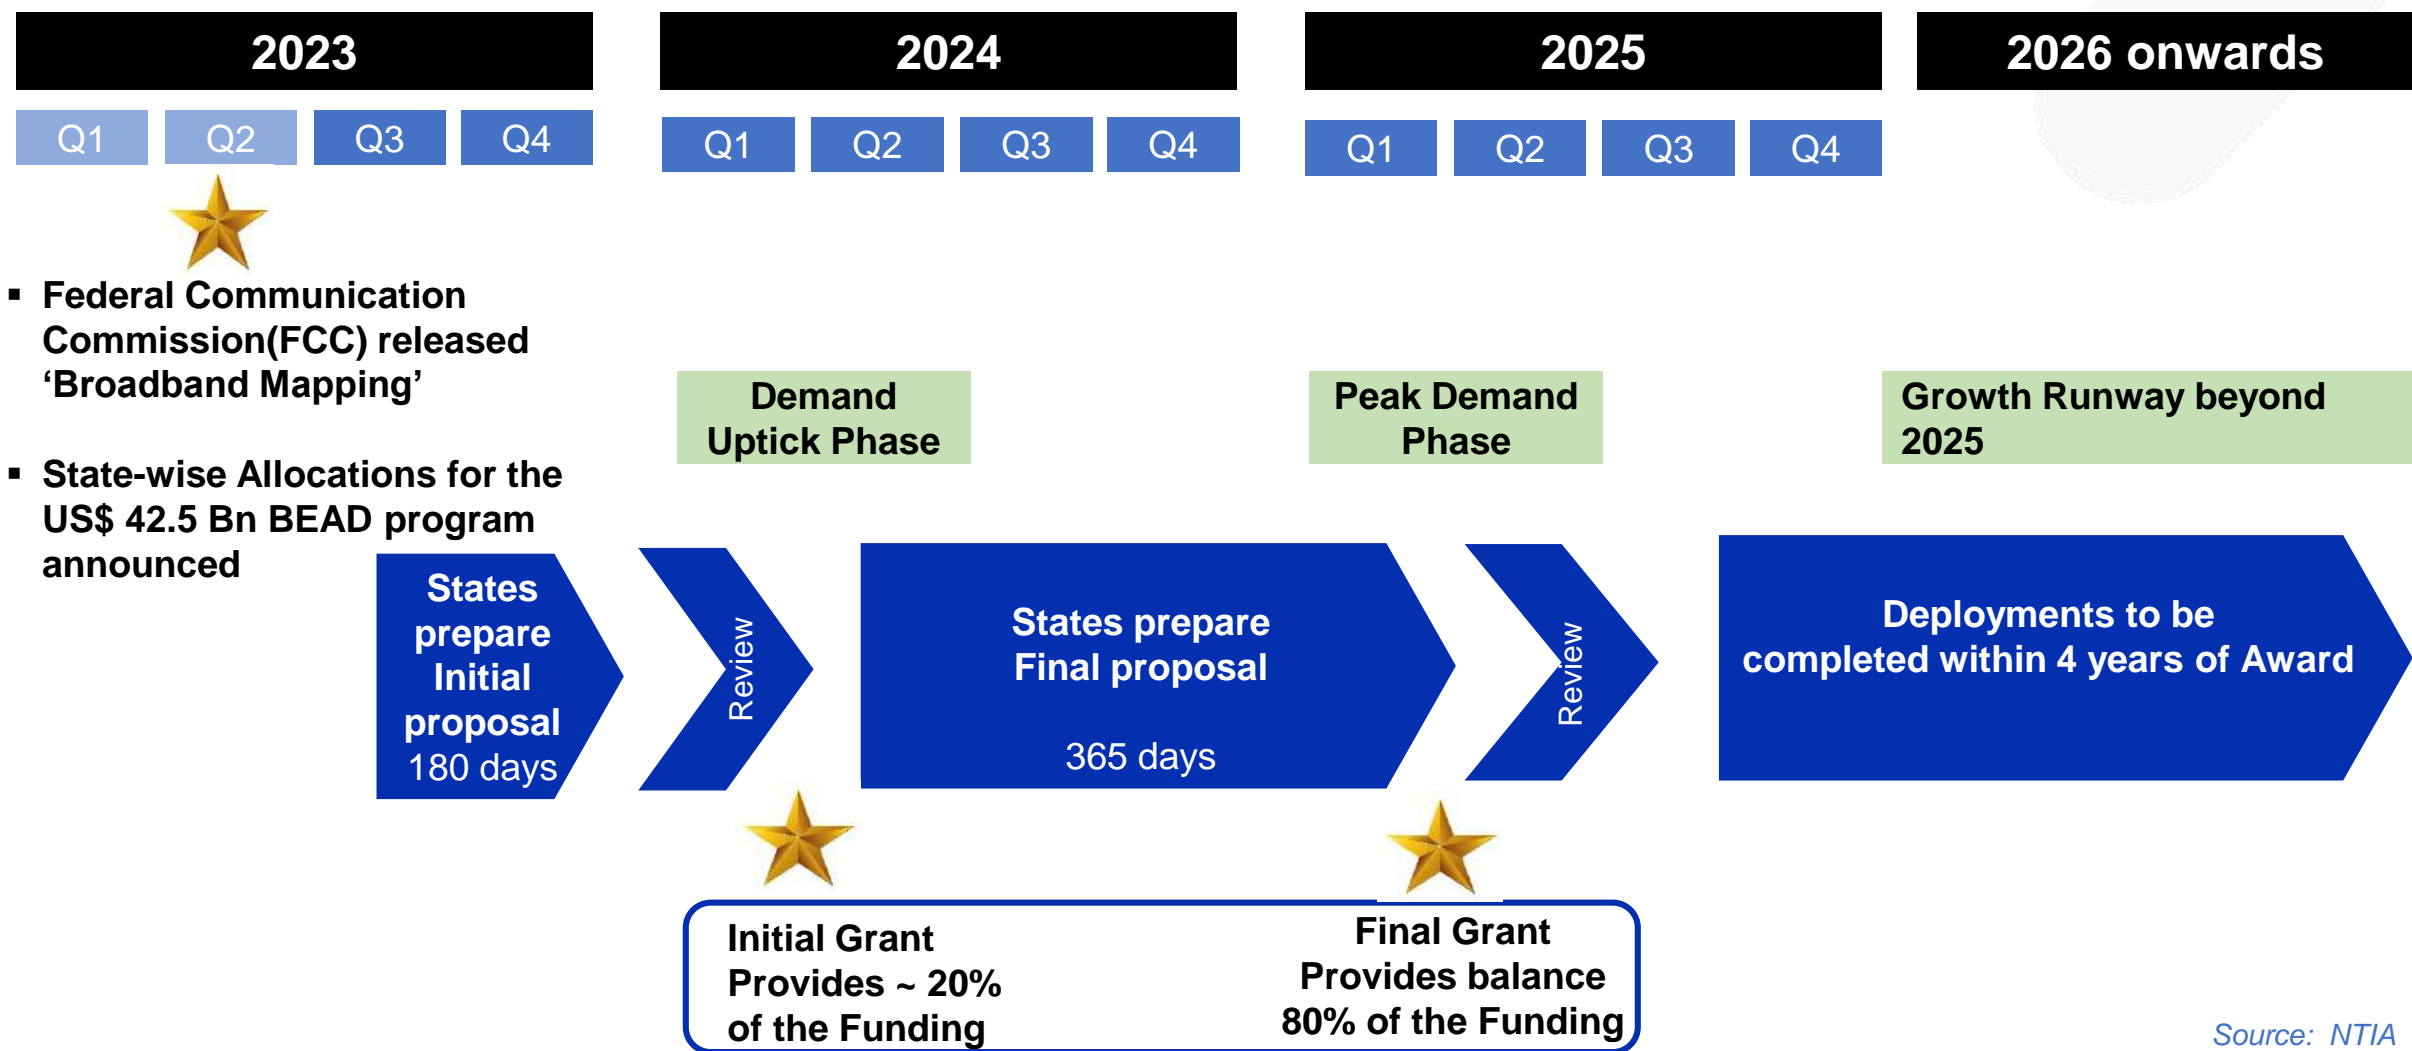 2023
2024
2025
2026 onwards
Q1
Q2
Q3
Q4
Q1
Q2
Q3
Q4
Q1
Q2
Q3
Q4
▪ Federal Communication
Commission(FCC) released
‘Broadband Mapping’
▪ State-wise Allocations for the
US$ 42.5 Bn BEAD program
announced
Demand
Uptick Phase
Peak Demand
Phase
Growth Runway beyond
2025
States
prepare
Initial
proposal
180 days
Review
States prepare
Final proposal
365 days
Review
Deployments to be
completed within 4 years of Award
Initial Grant
Provides ~ 20%
of the Funding
Final Grant
Provides balance
80% of the Funding
Source: NTIA